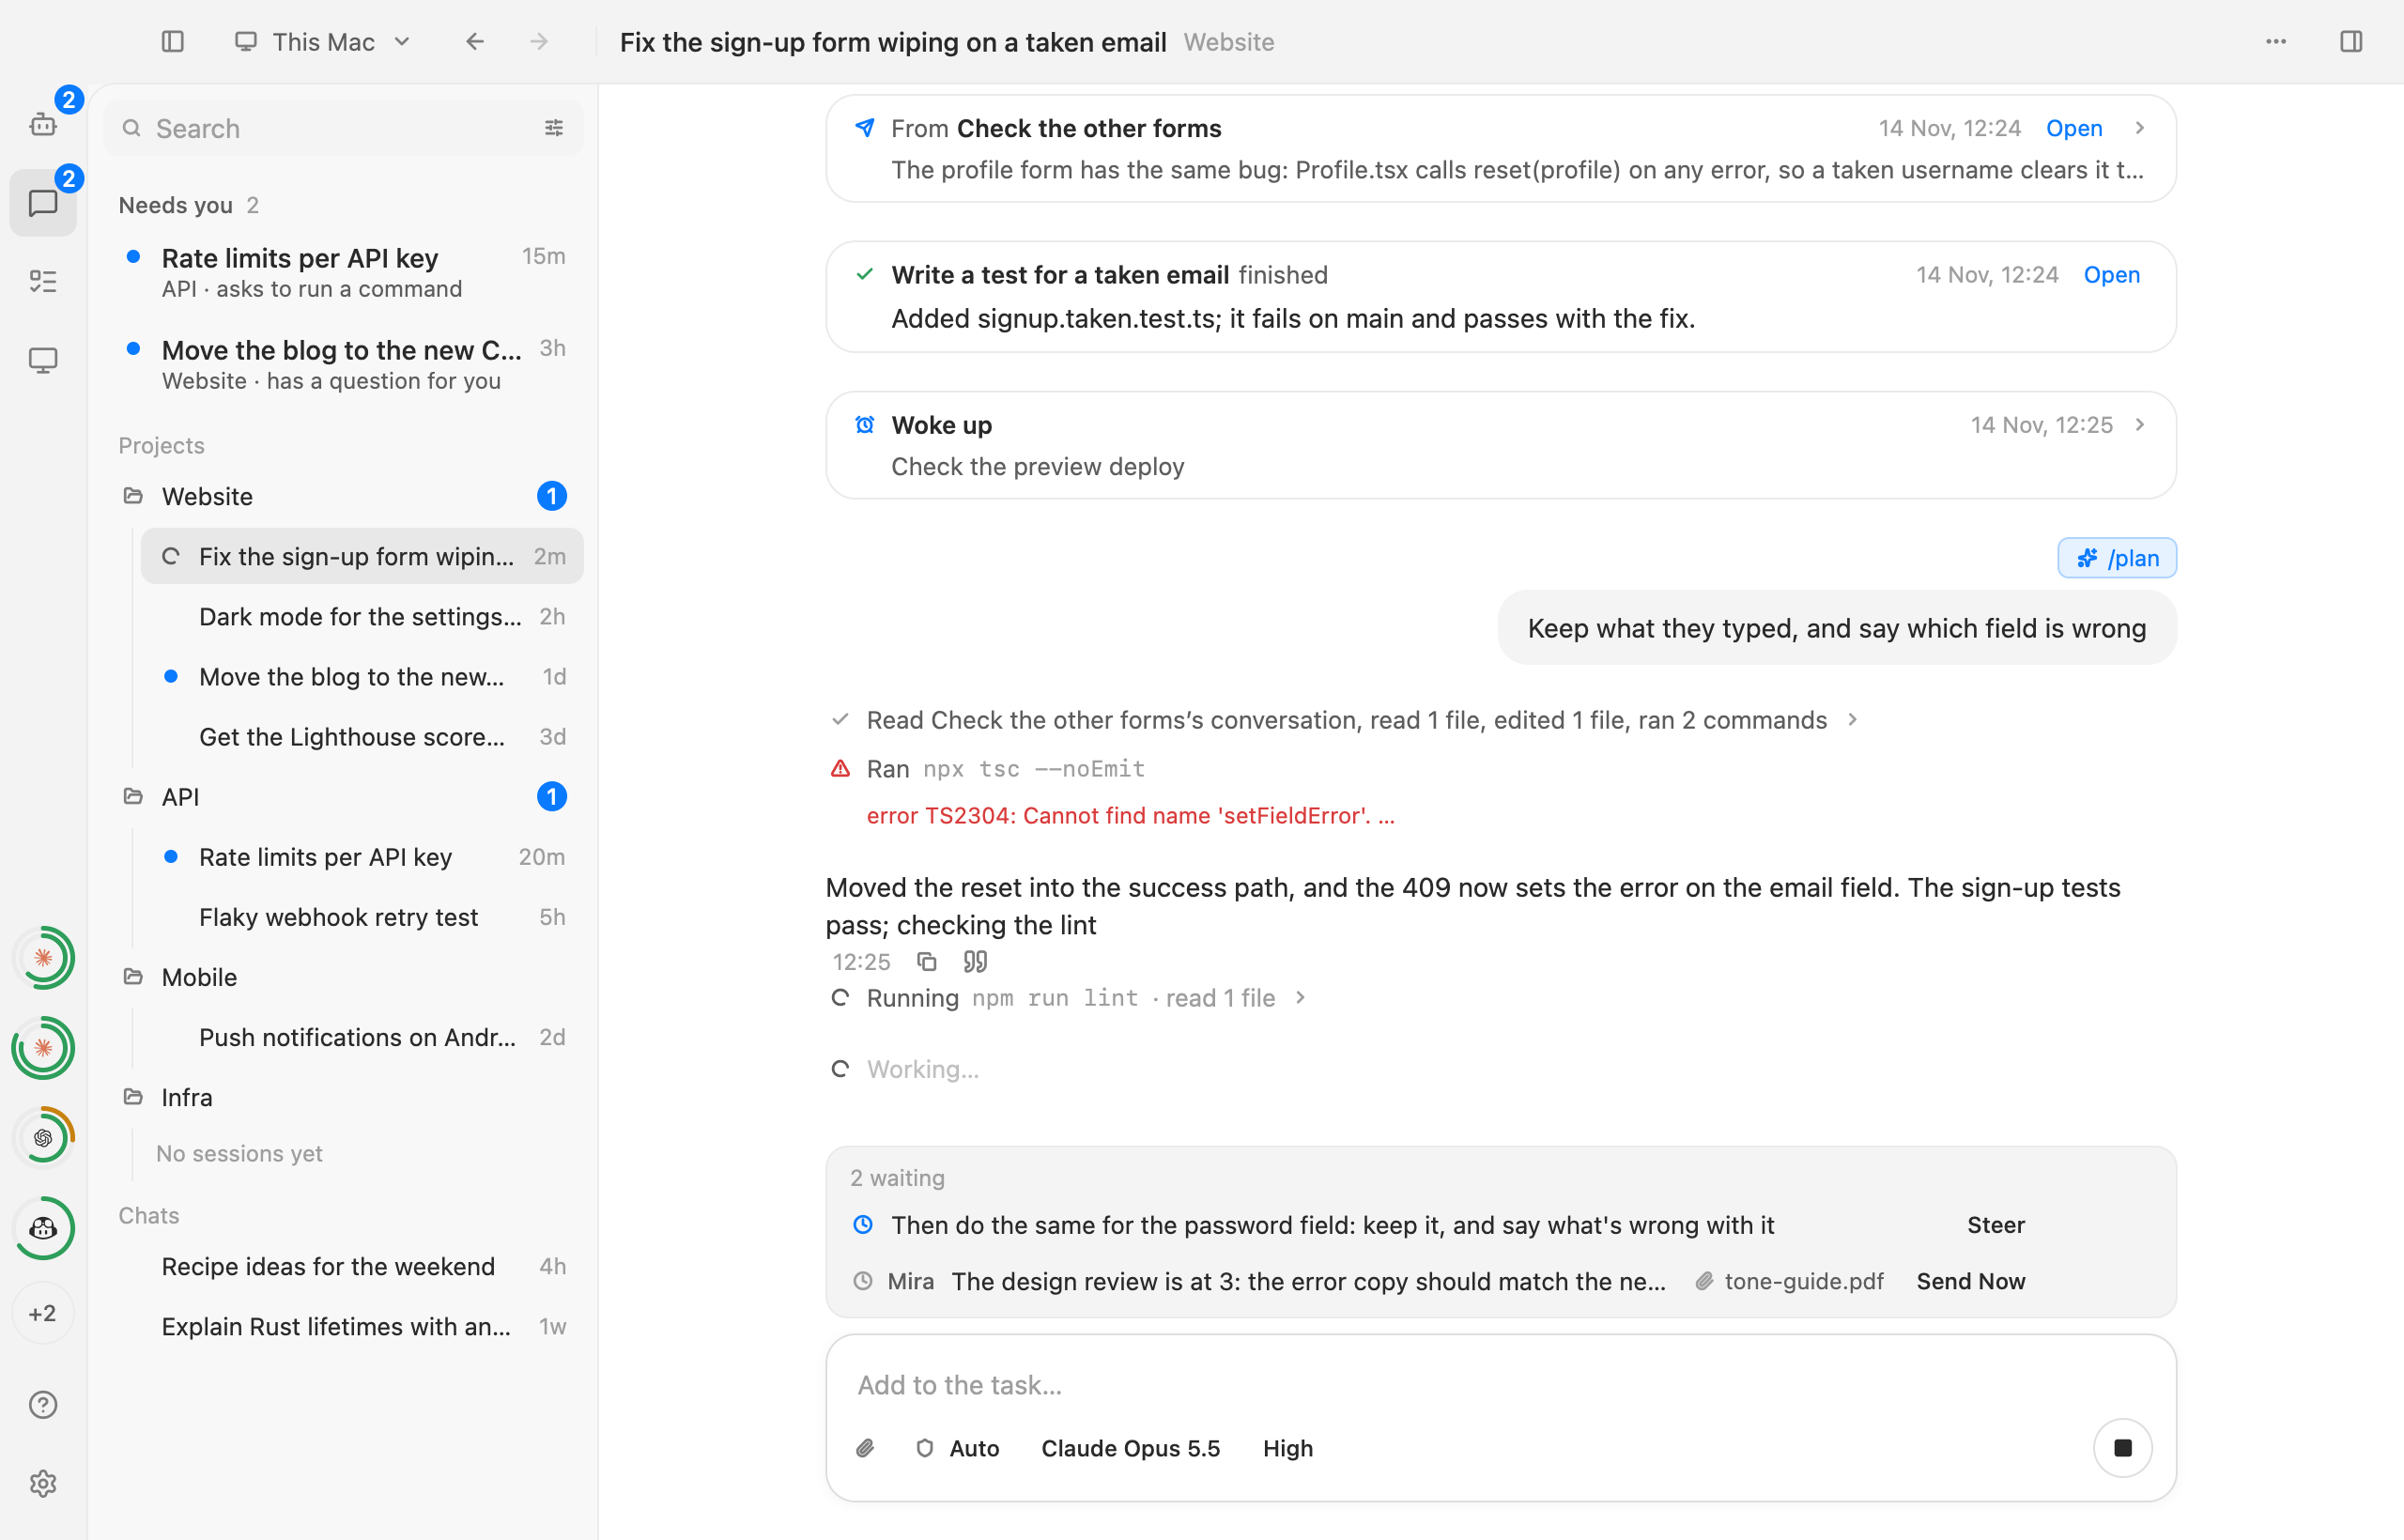 This Mac
Fix the sign-up form wiping on a taken email Website
2
2
Search
Needs you 2
Rate limits per API key 15m
API · asks to run a command
Move the blog to the new C... 3h
Website · has a question for you
Projects
Website 1
Fix the sign-up form wipin... 2m
Dark mode for the settings... 2h
Move the blog to the new... 1d
Get the Lighthouse score... 3d
API 1
Rate limits per API key 20m
Flaky webhook retry test 5h
Mobile
Push notifications on Andr... 2d
Infra
No sessions yet
Chats
Recipe ideas for the weekend 4h
Explain Rust lifetimes with an... 1w
+2
From Check the other forms 14 Nov, 12:24 Open
The profile form has the same bug: Profile.tsx calls reset(profile) on any error, so a taken username clears it t...
Write a test for a taken email finished 14 Nov, 12:24 Open
Added signup.taken.test.ts; it fails on main and passes with the fix.
Woke up 14 Nov, 12:25
Check the preview deploy
/plan
Keep what they typed, and say which field is wrong
Read Check the other forms’s conversation, read 1 file, edited 1 file, ran 2 commands
Ran npx tsc --noEmit
error TS2304: Cannot find name 'setFieldError'. ...
Moved the reset into the success path, and the 409 now sets the error on the email field. The sign-up tests
pass; checking the lint
12:25
Running npm run lint · read 1 file
Working...
2 waiting
Then do the same for the password field: keep it, and say what's wrong with it Steer
Mira The design review is at 3: the error copy should match the ne... tone-guide.pdf Send Now
Add to the task...
Auto Claude Opus 5.5 High